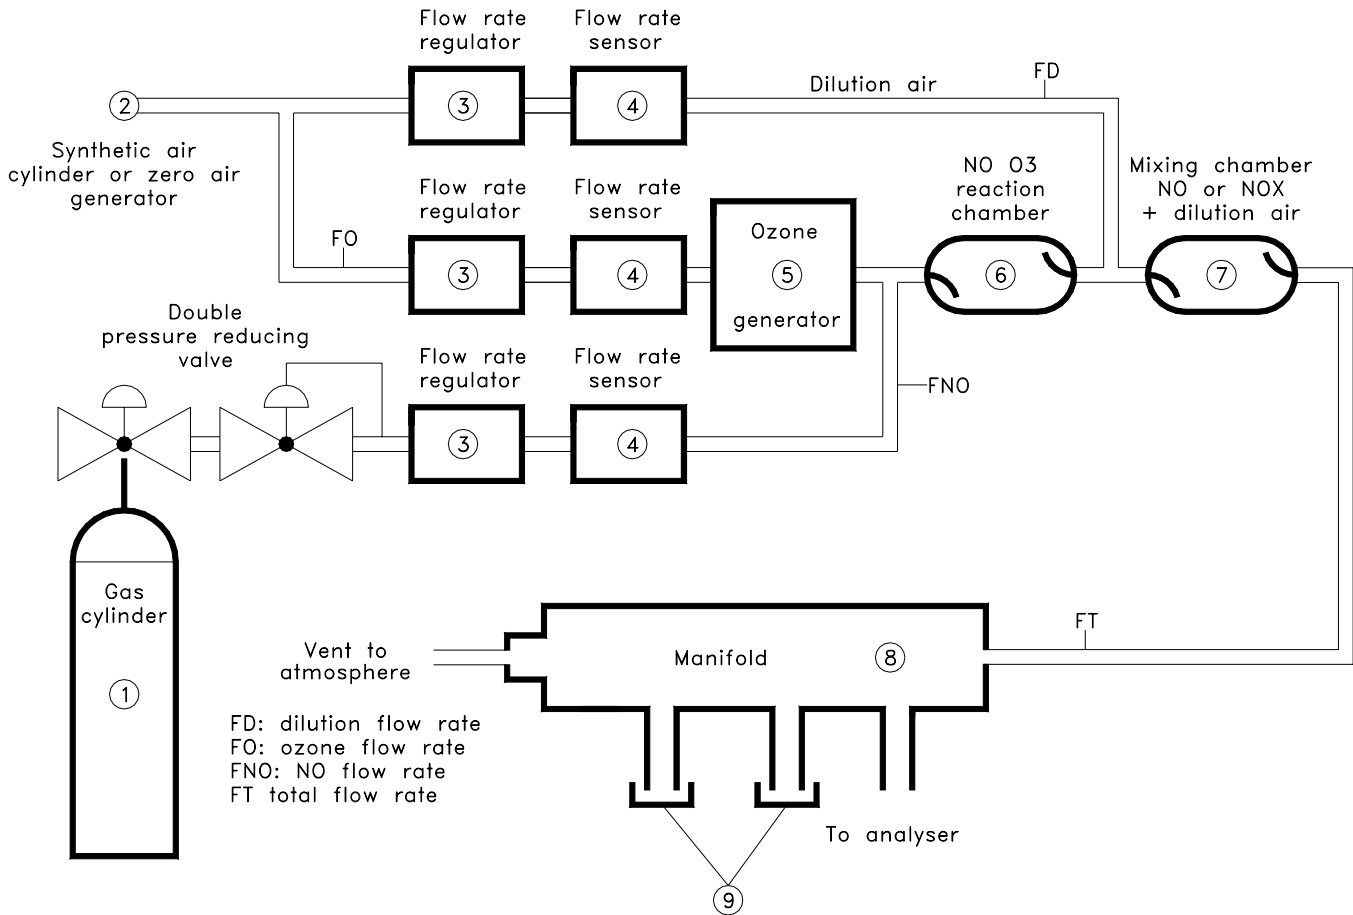 Flow rate
regulator
Flow rate
sensor
Dilution air
FD
2
3
4
Synthetic air
cylinder or zero air
generator
NO O3
reaction
chamber
Mixing chamber
NO or NOX
+ dilution air
Flow rate
regulator
Flow rate
sensor
FO
3
4
Ozone
5
generator
6
7
Double
pressure reducing
valve
Flow rate
regulator
Flow rate
sensor
FNO
3
4
Gas
cylinder
1
Vent to
atmosphere
Manifold
8
FT
FD: dilution flow rate
FO: ozone flow rate
FNO: NO flow rate
FT total flow rate
To analyser
9